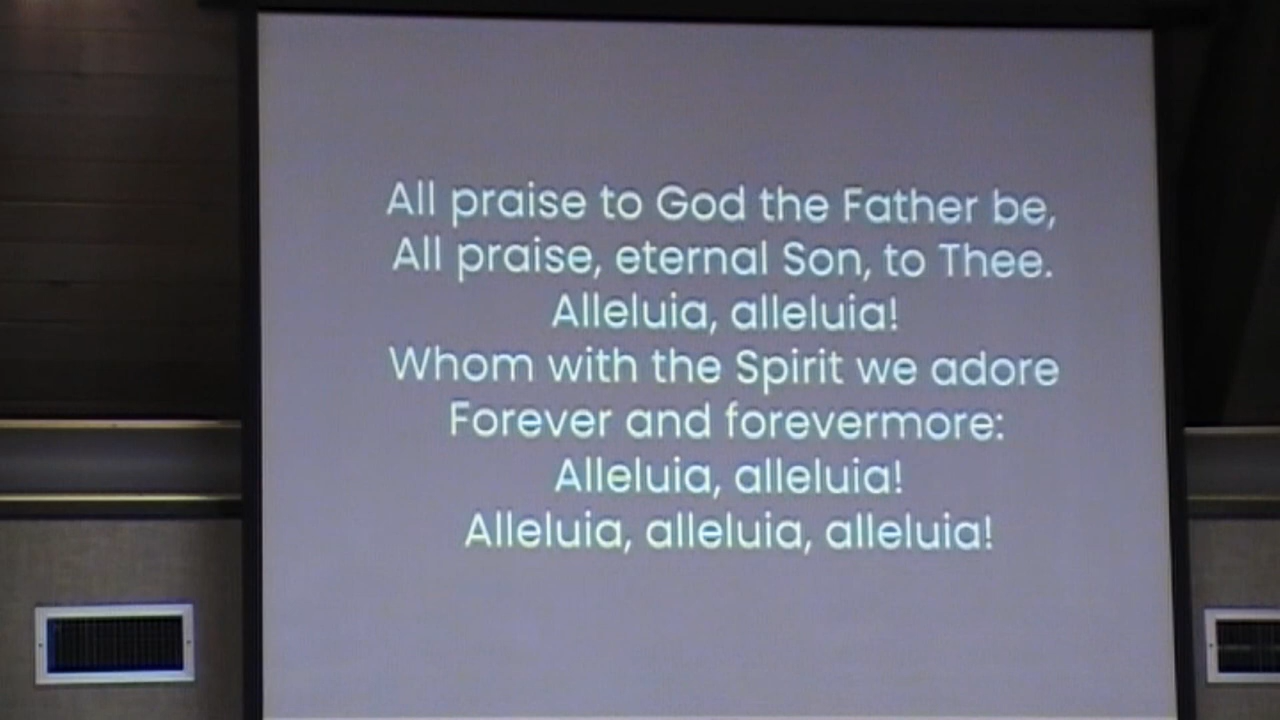 All praise to God the Father be,
All praise, eternal Son, to Thee.
Alleluia, alleluia!
Whom with the Spirit we adore
Forever and forevermore:
Alleluia, alleluia!
Alleluia, alleluia, alleluia!